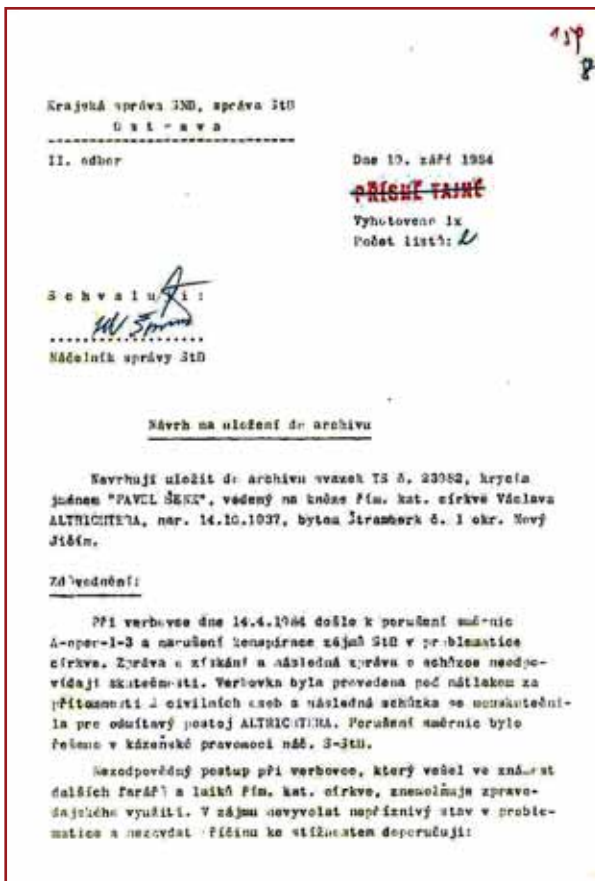 8
Krajská správa SNB, správa StB
O s t r a v a
II. odbor
Dne 19. září 1984
PŘÍSNĚ TAJNÉ
Vyhotoveno 1x
Počet listů: 2
S c h v a l u j i :
Náčelník správy StB
Návrh na uložení do archivu
Navrhuji uložit do archivu svazek TS č. 23982, krycím
jménem "PAVEL ŠENK", vedený na kněze řím. kat. církve Václava
ALTRICHTERA, nar. 14.10.1937, bytem Štramberk č. 1 okr. Nový
Jičín.
Zdůvodnění:
Při verbovce dne 14.4.1984 došlo k porušení směrnic
A-oper-1-3 a narušení konspirace zájmů StB v problematice
církve. Zpráva o získání a následná zpráva o schůzce neodpo-
vídají skutečnosti. Verbovka byla provedena pod nátlakem za
přítomnosti 2 civilních osob a následná schůzka se neuskuteční-
la pro odmítavý postoj ALTRICHTERA. Porušení směrnic bylo
řešeno v kázeňské pravomoci náč. S-StB.
Nezodpovědný postup při verbovce, který vešel ve známost
dalších farářů a laiků řím. kat. církve, znemožňuje zpravo-
dajského využití. V zájmu nevyvolat nepříznivý stav v proble-
matice a nezavdat příčinu ke stížnostem doporučuji: